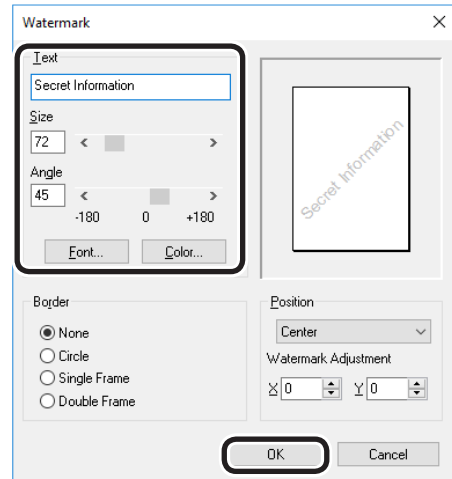 Watermark
Text
Secret Information
Size
72
Angle
45
-180 0 +180
Font... Color...
Secret Information
Border
None
Circle
Single Frame
Double Frame
Position
Center
Watermark Adjustment
X 0 Y 0
OK Cancel